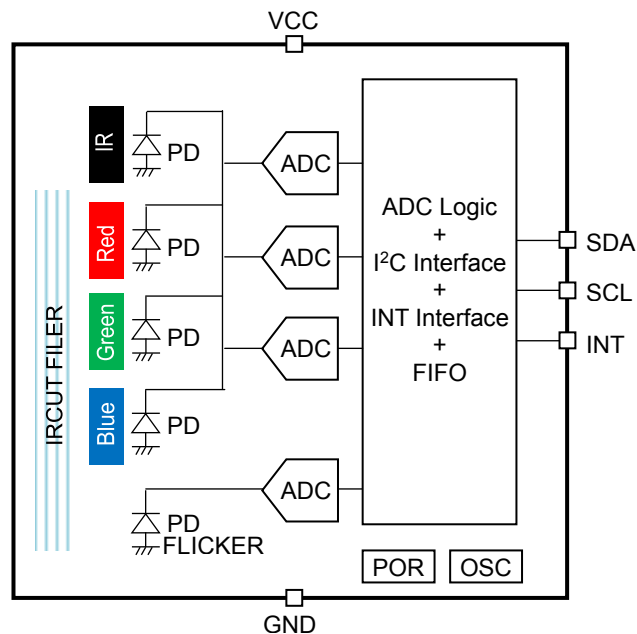 VCC
IR
PD
ADC
Red
PD
ADC
Green
PD
ADC
Blue
PD
ADC
PD
FLICKER
IRCUT FILER
ADC Logic
+
I²C Interface
+
INT Interface
+
FIFO
SDA
SCL
INT
POR
OSC
GND